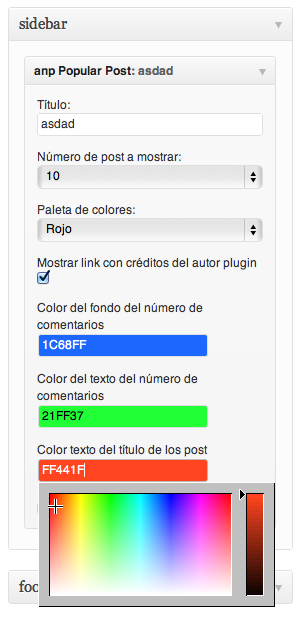 sidebar
anp Popular Post: asdad
Título:
asdad
Número de post a mostrar:
10
Paleta de colores:
Rojo
Mostrar link con créditos del autor plugin
Color del fondo del número de
comentarios
1C68FF
Color del texto del número de
comentarios
21FF37
Color texto del título de los post
FF441F
foo